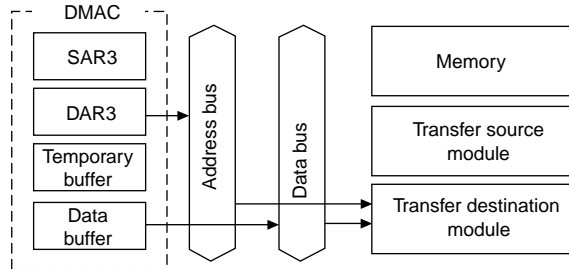 DMAC
SAR3
DAR3
Temporary
buffer
Data
buffer
Address bus
Data bus
Memory
Transfer source
module
Transfer destination
module